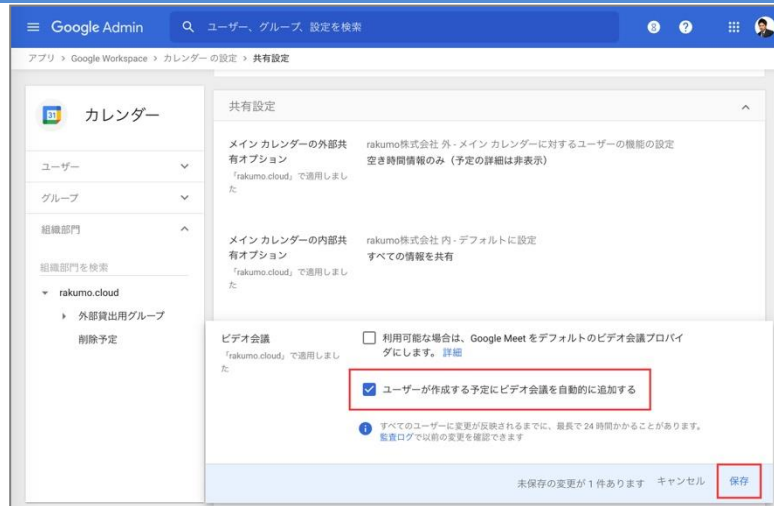 Google Admin
ユーザー、グループ、設定を検索
アプリ > Google Workspace > カレンダー の設定 > 共有設定
31
カレンダー
ユーザー
グループ
組織部門
組織部門を検索
rakumo.cloud
外部貸出用グループ
削除予定
共有設定
メイン カレンダーの外部共
有オプション
「rakumo.cloud」で適用しまし
た
rakumo株式会社 外 - メイン カレンダーに対するユーザーの機能の設定
空き時間情報のみ（予定の詳細は非表示）
メイン カレンダーの内部共
有オプション
「rakumo.cloud」で適用しまし
た
rakumo株式会社 内 - デフォルトに設定
すべての情報を共有
ビデオ会議
「rakumo.cloud」で適用しまし
た
利用可能な場合は、Google Meet をデフォルトのビデオ会議プロバイ
ダにします。 詳細
ユーザーが作成する予定にビデオ会議を自動的に追加する
すべてのユーザーに変更が反映されるまでに、最長で 24 時間かかることがあります。
監査ログで以前の変更を確認できます
未保存の変更が 1 件あります
キャンセル
保存